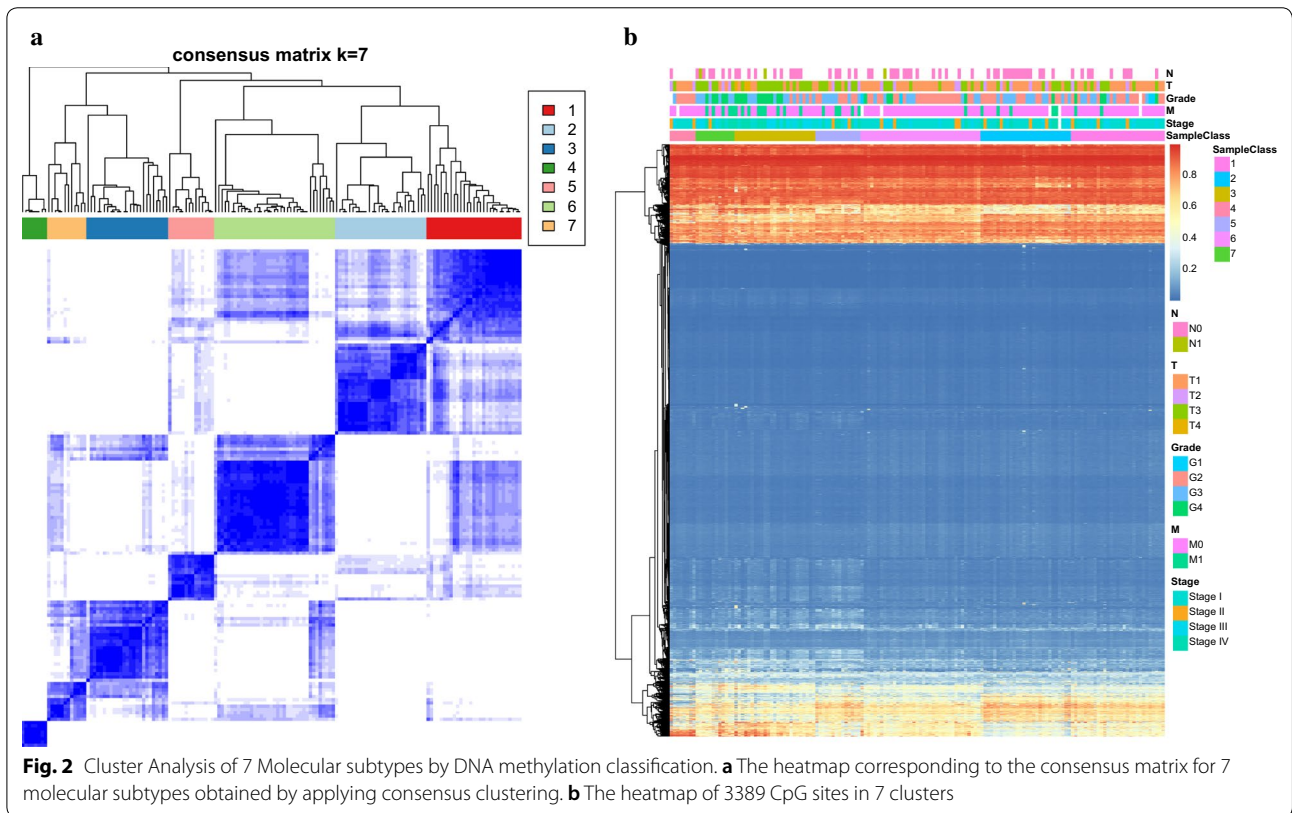 a
consensus matrix k=7
1
2
3
4
5
6
7
b
N
T
Grade
M
Stage
SampleClass
0.8
0.6
0.4
0.2
SampleClass
1
2
3
4
5
6
7
N
N0
N1
T
T1
T2
T3
T4
Grade
G1
G2
G3
G4
M
M0
M1
Stage
Stage I
Stage II
Stage III
Stage IV
Fig. 2 Cluster Analysis of 7 Molecular subtypes by DNA methylation classification. a The heatmap corresponding to the consensus matrix for 7
molecular subtypes obtained by applying consensus clustering. b The heatmap of 3389 CpG sites in 7 clusters